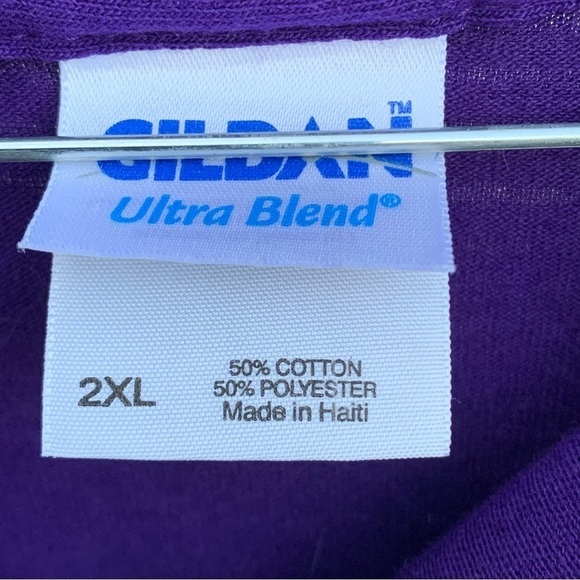 GILDAN™
Ultra Blend®
2XL
50% COTTON
50% POLYESTER
Made in Haiti